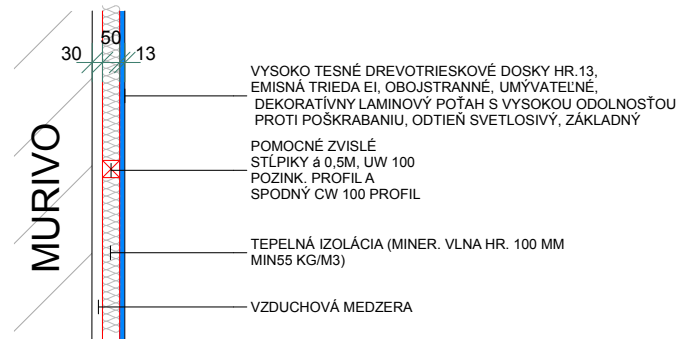 50
30
13
MURIVO
VYSOKO TESNÉ DREVOTRIESKOVÉ DOSKY HR.13,
EMISNÁ TRIEDA EI, OBOJSTRANNÉ, UMÝVATEĽNÉ,
DEKORATÍVNY LAMINOVÝ POŤAH S VYSOKOU ODOLNOSŤOU
PROTI POŠKRABANIU, ODTIEŇ SVETLOSIVÝ, ZÁKLADNÝ
POMOCNÉ ZVISLÉ
STĹPIKY á 0,5M, UW 100
POZINK. PROFIL A
SPODNÝ CW 100 PROFIL
TEPELNÁ IZOLÁCIA (MINER. VLNA HR. 100 MM
MIN55 KG/M3)
VZDUCHOVÁ MEDZERA